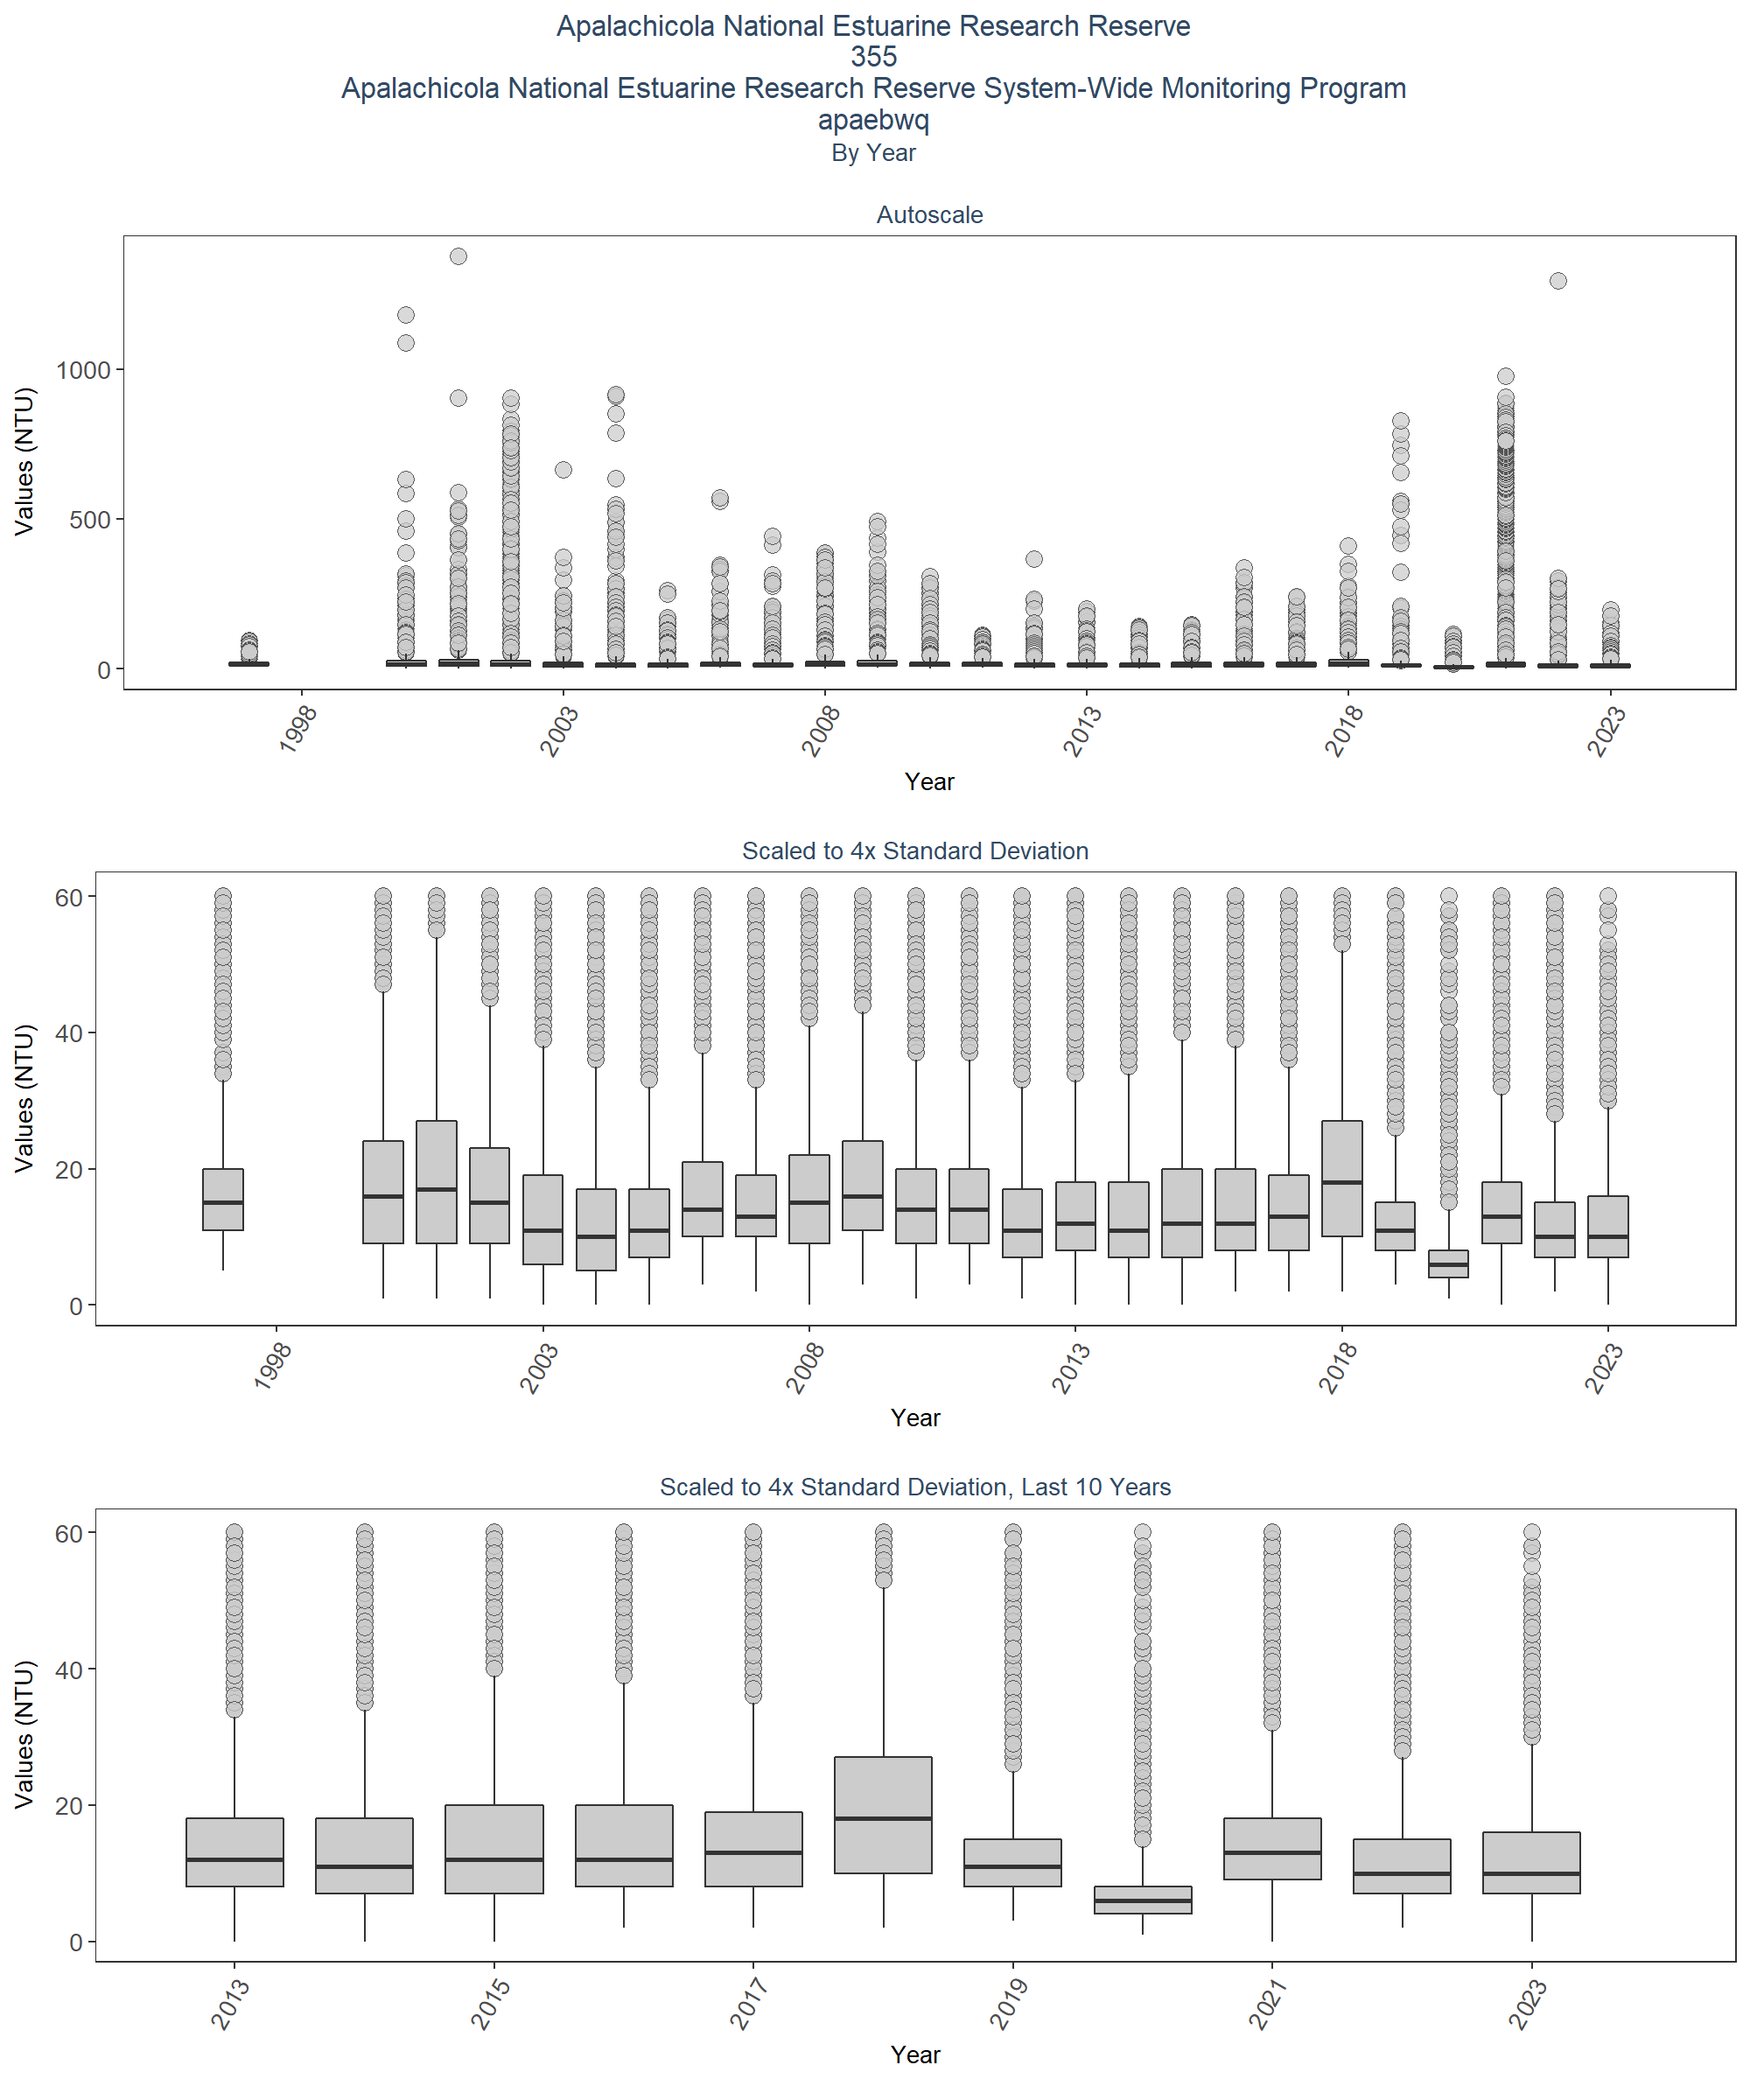 Apalachicola National Estuarine Research Reserve
355
Apalachicola National Estuarine Research Reserve System-Wide Monitoring Program
apaebwq
By Year
Autoscale
Values (NTU)
1000
500
0
1998
2003
2008
2013
2018
2023
Year
Scaled to 4x Standard Deviation
Values (NTU)
60
40
20
0
1998
2003
2008
2013
2018
2023
Year
Scaled to 4x Standard Deviation, Last 10 Years
Values (NTU)
60
40
20
0
2013
2015
2017
2019
2021
2023
Year